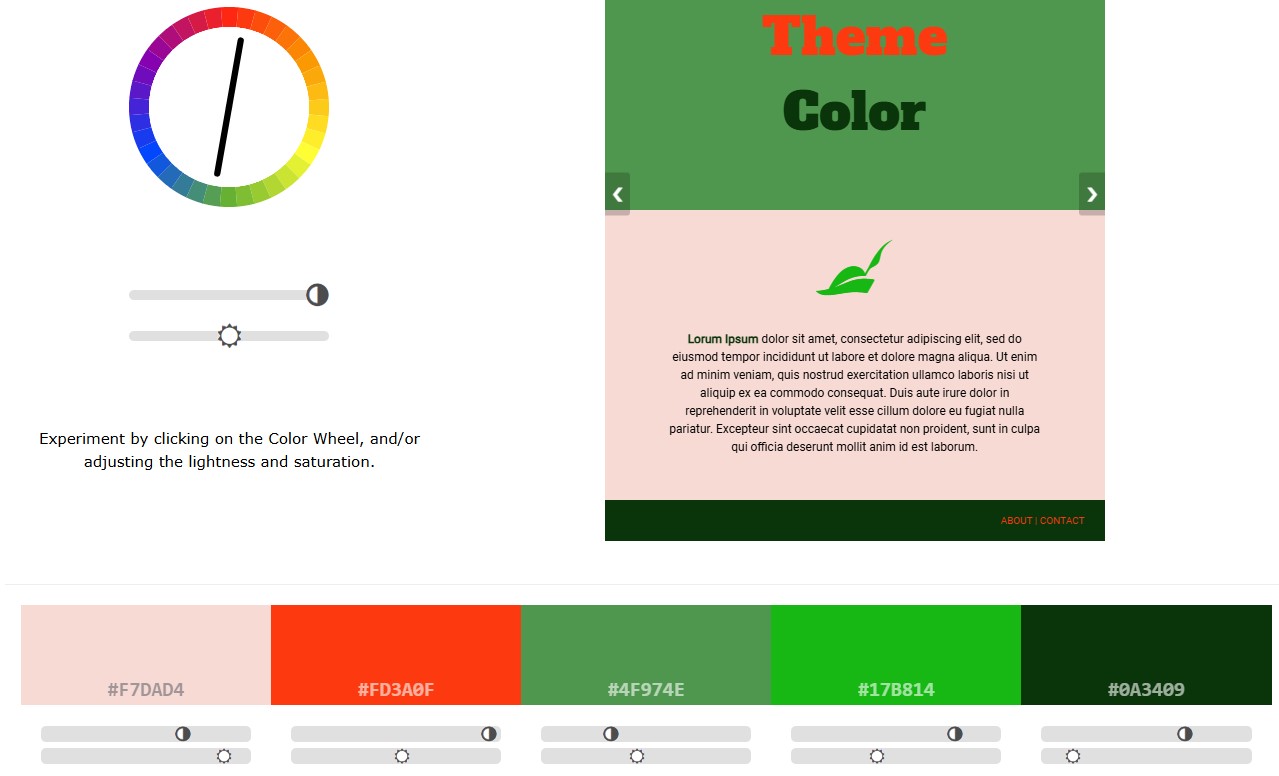 Theme
Color
Lorum Ipsum dolor sit amet, consectetur adipiscing elit, sed do
eiusmod tempor incididunt ut labore et dolore magna aliqua. Ut enim
ad minim veniam, quis nostrud exercitation ullamco laboris nisi ut
aliquip ex ea commodo consequat. Duis aute irure dolor in
reprehenderit in voluptate velit esse cillum dolore eu fugiat nulla
pariatur. Excepteur sint occaecat cupidatat non proident, sunt in culpa
qui officia deserunt mollit anim id est laborum.
ABOUT | CONTACT
Experiment by clicking on the Color Wheel, and/or
adjusting the lightness and saturation.
#F7DAD4
#FD3A0F
#4F974E
#17B814
#0A3409